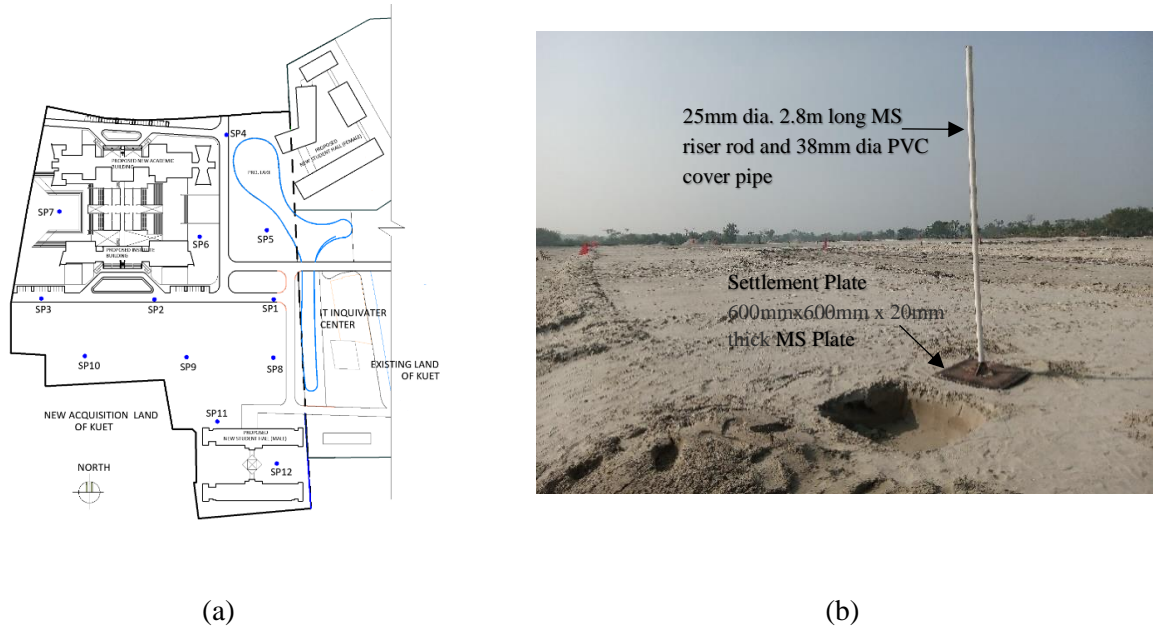 SP4
PROPOSED
NEW STUDENT HALL (FEMALE)
PROPOSED NEW ACADEMIC
BUILDING
SP7
SP6
SP5
PROPOSED INSTITUTE
BUILDING
SP3
SP2
SP1
IT INQUIVATER
CENTER
SP10
SP9
SP8
EXISTING LAND
OF KUET
NEW ACQUISITION LAND
OF KUET
SP11
PROPOSED
NEW STUDENT HALL (MALE)
NORTH
SP12
(a)
25mm dia. 2.8m long MS
riser rod and 38mm dia PVC
cover pipe
Settlement Plate
600mmx600mm x 20mm
thick MS Plate
(b)